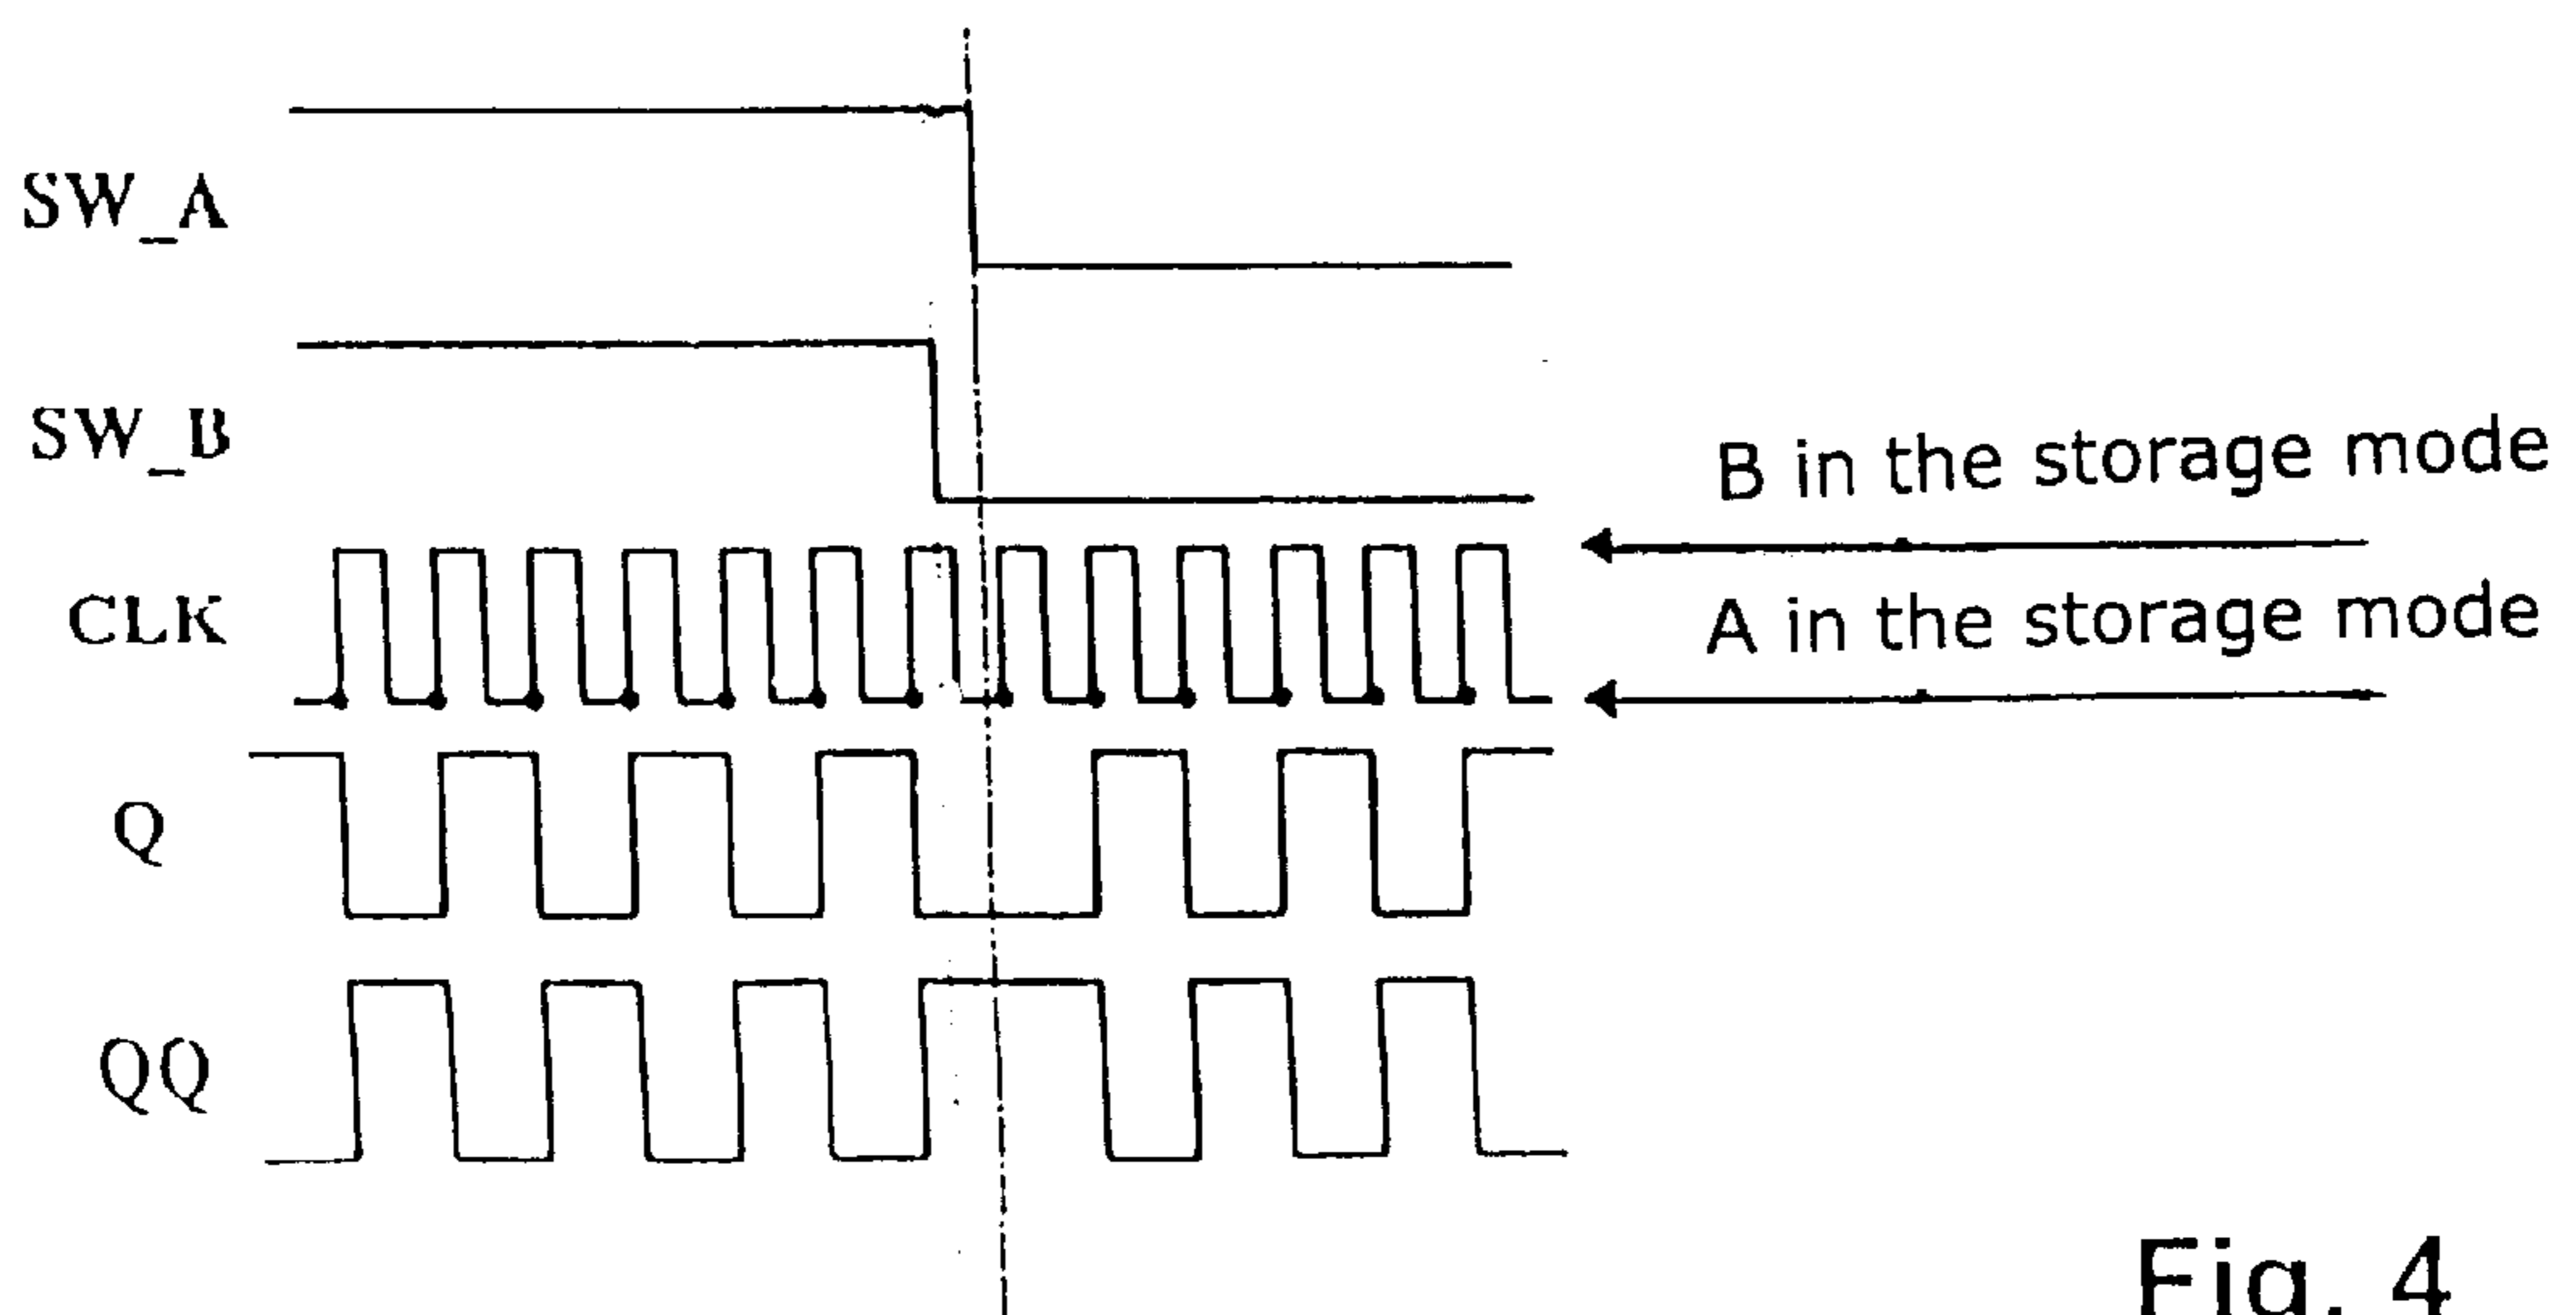 SW_A
SW_B
B in the storage mode
CLK
A in the storage mode
Q
QQ
Fig. 4